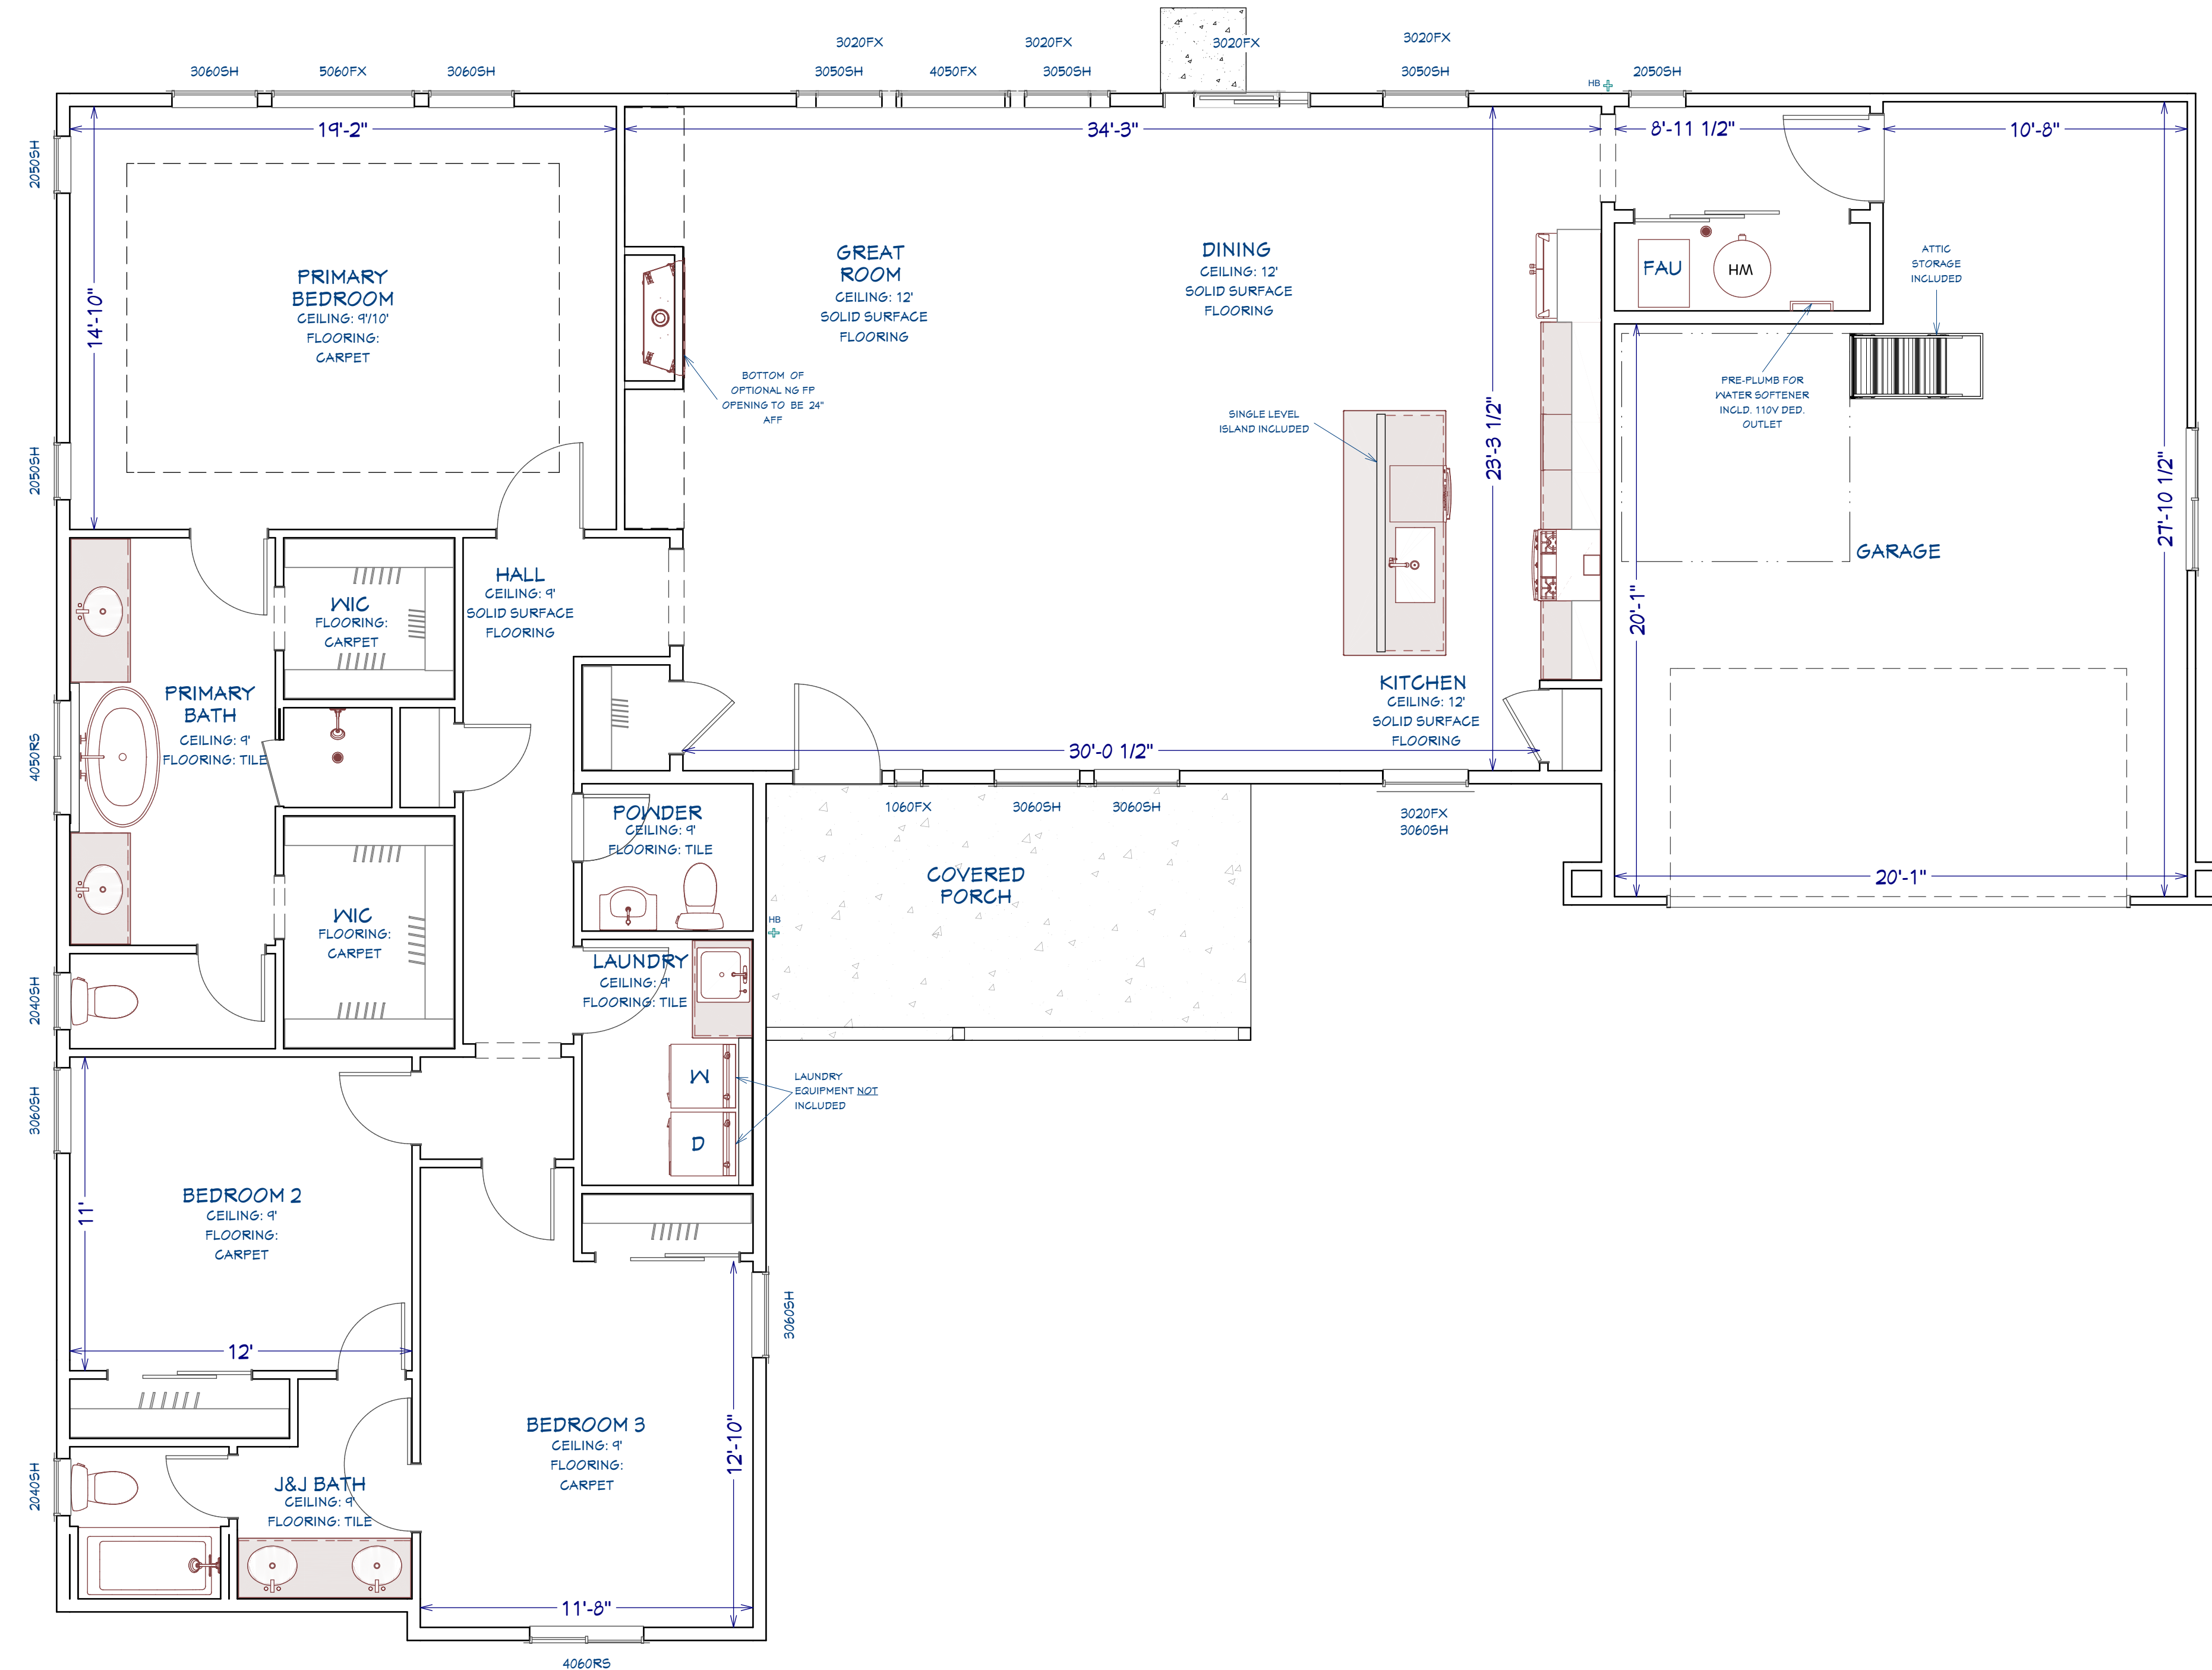 3020FX
3020FX
3020FX
3020FX
3060SH
5060FX
3060SH
3050SH
4050FX
3050SH
3050SH
HB
2050SH
19'-2"
34'-3"
8'-11 1/2"
10'-8"
2050SH
14'-10"
PRIMARY
BEDROOM
CEILING: 9'/10'
FLOORING:
CARPET
GREAT
ROOM
CEILING: 12'
SOLID SURFACE
FLOORING
DINING
CEILING: 12'
SOLID SURFACE
FLOORING
FAU
HW
ATTIC
STORAGE
INCLUDED
BOTTOM OF
OPTIONAL NG FP
OPENING TO BE 24"
AFF
SINGLE LEVEL
ISLAND INCLUDED
23'-3 1/2"
PRE-PLUMB FOR
WATER SOFTENER
INCLD. 110V DED.
OUTLET
2050SH
27'-10 1/2"
GARAGE
20'-1"
HALL
CEILING: 9'
SOLID SURFACE
FLOORING
WIC
FLOORING:
CARPET
PRIMARY
BATH
CEILING: 9'
FLOORING: TILE
4050RS
KITCHEN
CEILING: 12'
SOLID SURFACE
FLOORING
30'-0 1/2"
1060FX
3060SH
3060SH
3020FX
3060SH
POWDER
CEILING: 9'
FLOORING: TILE
COVERED
PORCH
20'-1"
WIC
FLOORING:
CARPET
HB
LAUNDRY
CEILING: 9'
FLOORING: TILE
2040SH
W
D
LAUNDRY
EQUIPMENT NOT
INCLUDED
3060SH
11'
BEDROOM 2
CEILING: 9'
FLOORING:
CARPET
12'
3060SH
BEDROOM 3
CEILING: 9'
FLOORING:
CARPET
12'-10"
2040SH
J&J BATH
CEILING: 9'
FLOORING: TILE
11'-8"
4060RS